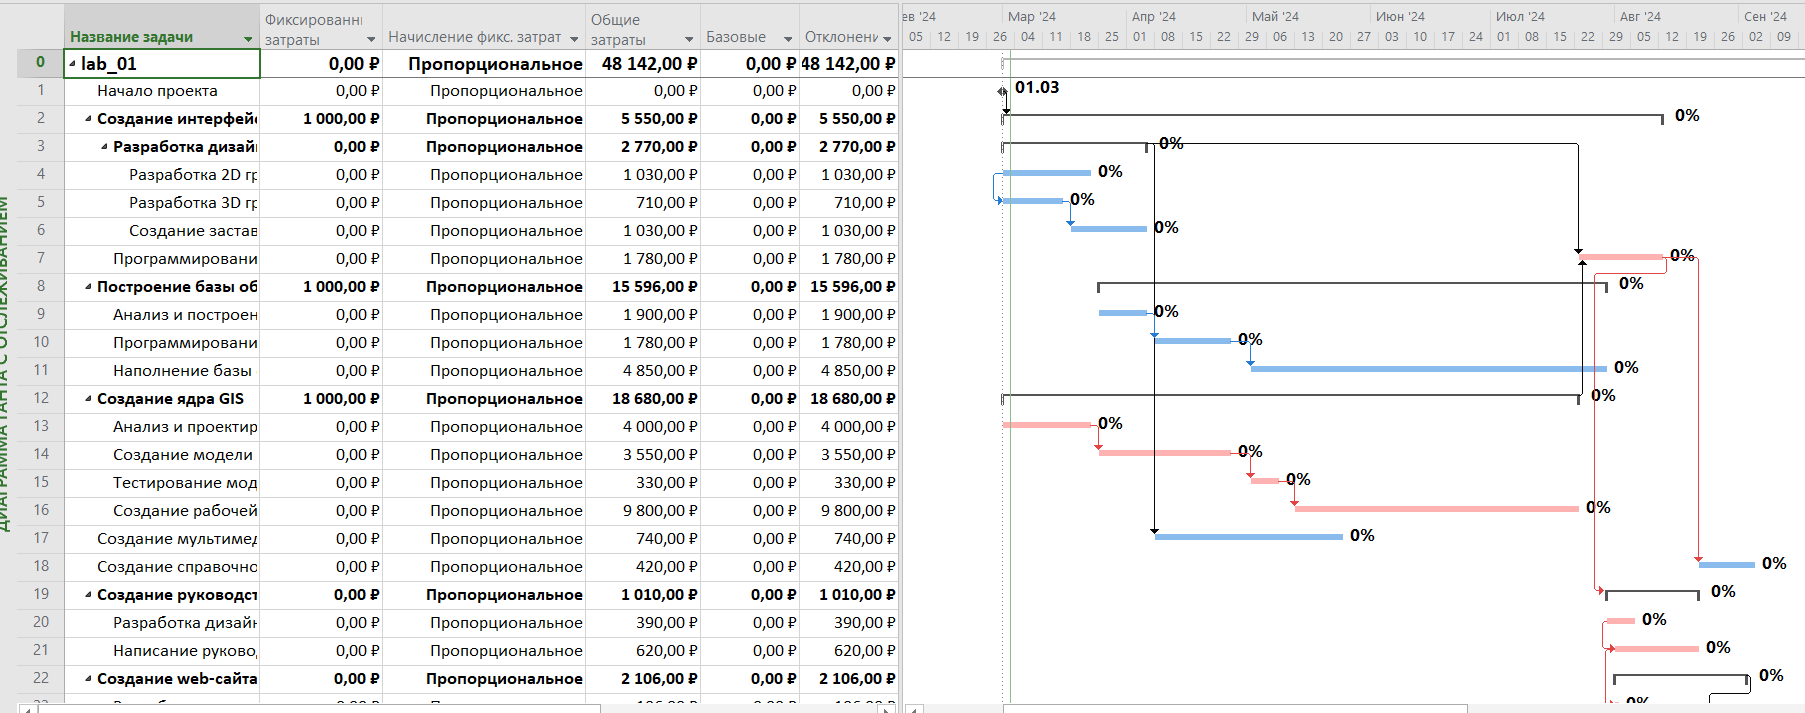 ДИАГРАММА ГАНТА С ОТСЛЕЖИВАНИЕМ
Название задачи	Фиксированн затраты	Начисление фикс. затрат	Общие затраты	Базовые	Отклонени
ев '24	Мар '24	Апр '24	Май '24	Июн '24	Июл '24	Авг '24	Сен '24
05 12 19 26 04 11 18 25 01 08 15 22 29 06 13 20 27 03 10 17 24 01 08 15 22 29 05 12 19 26 02 09
0	lab_01	0,00 ₽	Пропорциональное	48 142,00 ₽	0,00 ₽	48 142,00 ₽
1	Начало проекта	0,00 ₽	Пропорциональное	0,00 ₽	0,00 ₽	0,00 ₽	01.03
2	Создание интерфей	1 000,00 ₽	Пропорциональное	5 550,00 ₽	0,00 ₽	5 550,00 ₽	0%
3	Разработка дизай	0,00 ₽	Пропорциональное	2 770,00 ₽	0,00 ₽	2 770,00 ₽	0%
4	Разработка 2D гр	0,00 ₽	Пропорциональное	1 030,00 ₽	0,00 ₽	1 030,00 ₽	0%
5	Разработка 3D гр	0,00 ₽	Пропорциональное	710,00 ₽	0,00 ₽	710,00 ₽	0%
6	Создание застав	0,00 ₽	Пропорциональное	1 030,00 ₽	0,00 ₽	1 030,00 ₽	0%
7	Программировани	0,00 ₽	Пропорциональное	1 780,00 ₽	0,00 ₽	1 780,00 ₽	0%
8	Построение базы об	1 000,00 ₽	Пропорциональное	15 596,00 ₽	0,00 ₽	15 596,00 ₽	0%
9	Анализ и построен	0,00 ₽	Пропорциональное	1 900,00 ₽	0,00 ₽	1 900,00 ₽	0%
10	Программировани	0,00 ₽	Пропорциональное	1 780,00 ₽	0,00 ₽	1 780,00 ₽	0%
11	Наполнение базы	0,00 ₽	Пропорциональное	4 850,00 ₽	0,00 ₽	4 850,00 ₽	0%
12	Создание ядра GIS	1 000,00 ₽	Пропорциональное	18 680,00 ₽	0,00 ₽	18 680,00 ₽	0%
13	Анализ и проектир	0,00 ₽	Пропорциональное	4 000,00 ₽	0,00 ₽	4 000,00 ₽	0%
14	Создание модели	0,00 ₽	Пропорциональное	3 550,00 ₽	0,00 ₽	3 550,00 ₽	0%
15	Тестирование мод	0,00 ₽	Пропорциональное	330,00 ₽	0,00 ₽	330,00 ₽	0%
16	Создание рабочей	0,00 ₽	Пропорциональное	9 800,00 ₽	0,00 ₽	9 800,00 ₽	0%
17	Создание мультимед	0,00 ₽	Пропорциональное	740,00 ₽	0,00 ₽	740,00 ₽	0%
18	Создание справочно	0,00 ₽	Пропорциональное	420,00 ₽	0,00 ₽	420,00 ₽	0%
19	Создание руководст	0,00 ₽	Пропорциональное	1 010,00 ₽	0,00 ₽	1 010,00 ₽	0%
20	Разработка дизайн	0,00 ₽	Пропорциональное	390,00 ₽	0,00 ₽	390,00 ₽	0%
21	Написание руково	0,00 ₽	Пропорциональное	620,00 ₽	0,00 ₽	620,00 ₽	0%
22	Создание web-сайта	0,00 ₽	Пропорциональное	2 106,00 ₽	0,00 ₽	2 106,00 ₽	0%